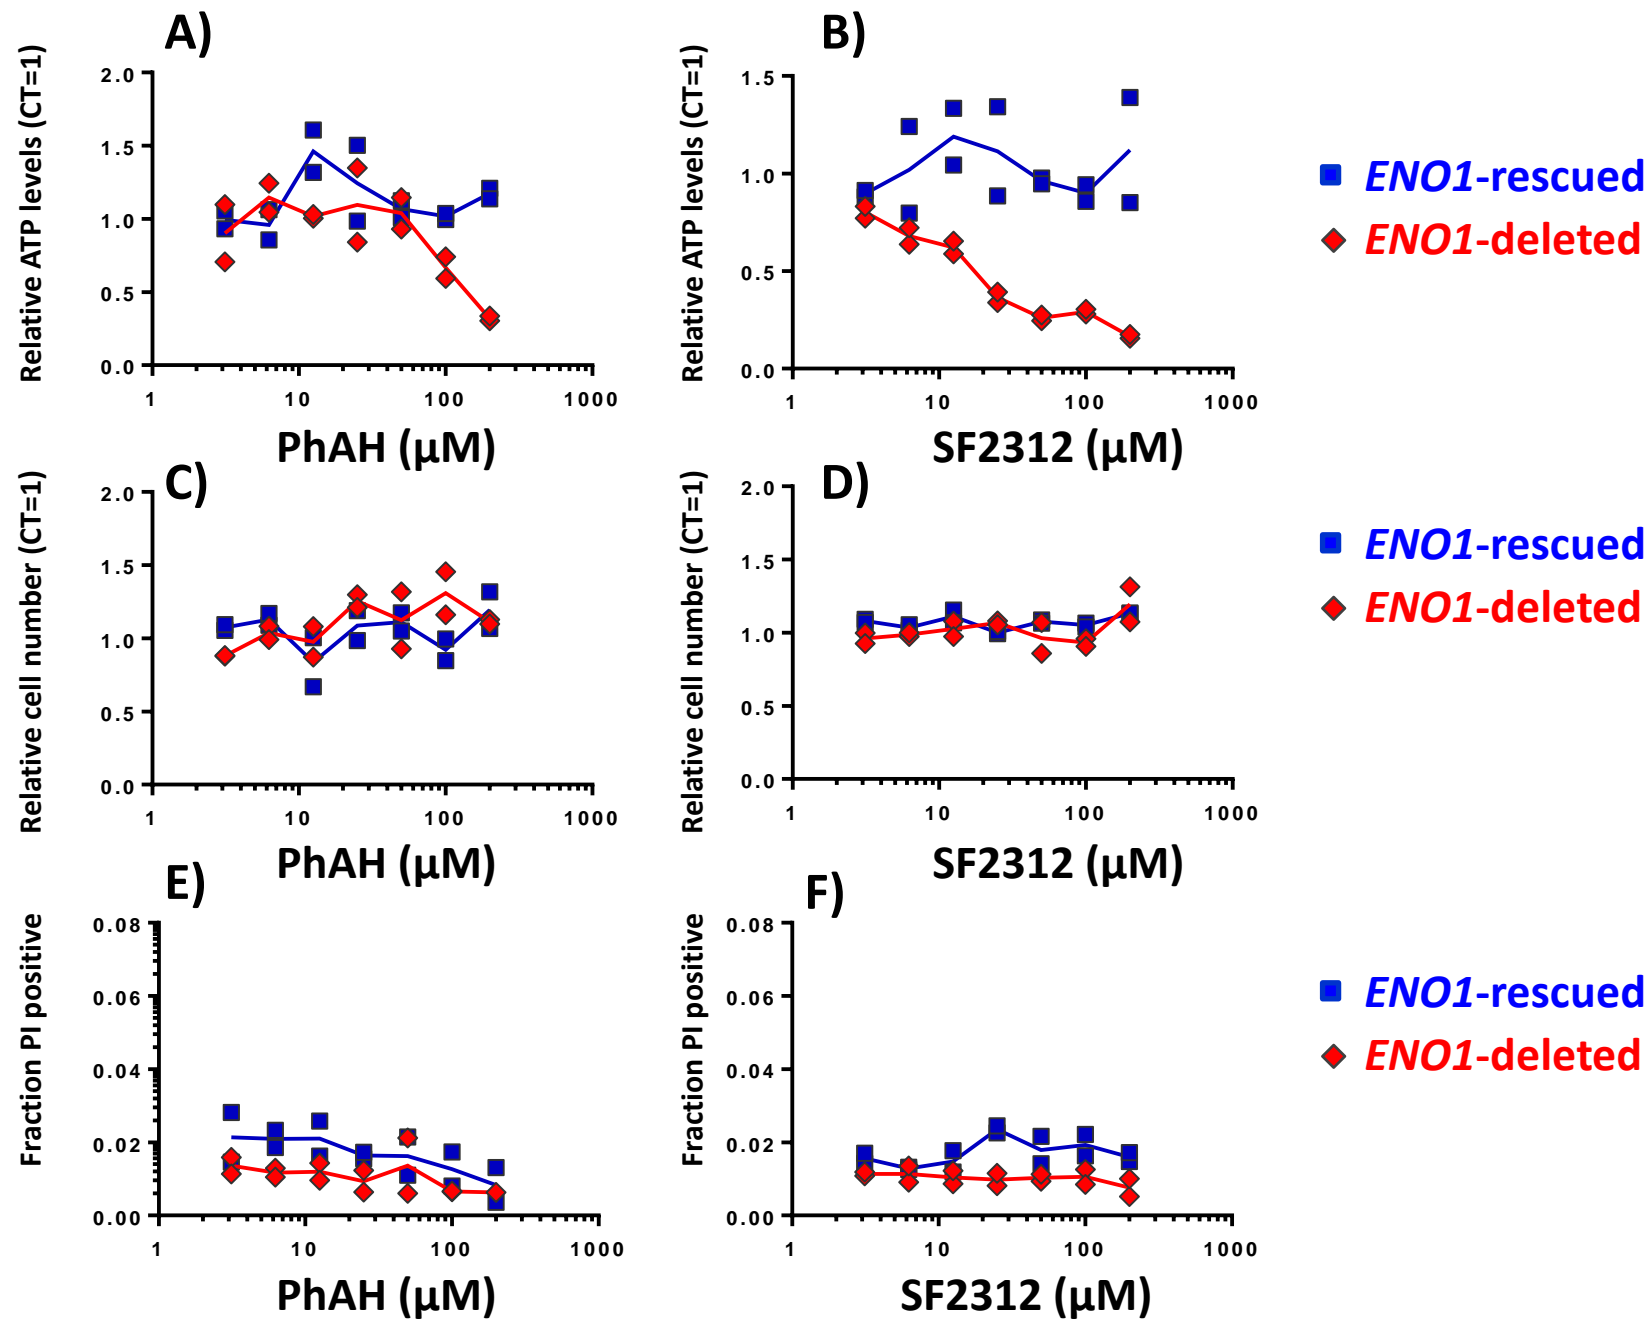 A)
Relative ATP levels (CT=1)
2.0
1.5
1.0
0.5
0.0
1 10 100 1000
PhAH (µM)
B)
Relative ATP levels (CT=1)
1.5
1.0
0.5
0.0
1 10 100 1000
SF2312 (µM)
ENO1-rescued
ENO1-deleted
C)
Relative cell number (CT=1)
2.0
1.5
1.0
0.5
0.0
1 10 100 1000
PhAH (µM)
D)
Relative cell number (CT=1)
2.0
1.5
1.0
0.5
0.0
1 10 100 1000
SF2312 (µM)
ENO1-rescued
ENO1-deleted
E)
Fraction PI positive
0.08
0.06
0.04
0.02
0.00
1 10 100 1000
PhAH (µM)
F)
Fraction PI positive
0.08
0.06
0.04
0.02
0.00
1 10 100 1000
SF2312 (µM)
ENO1-rescued
ENO1-deleted